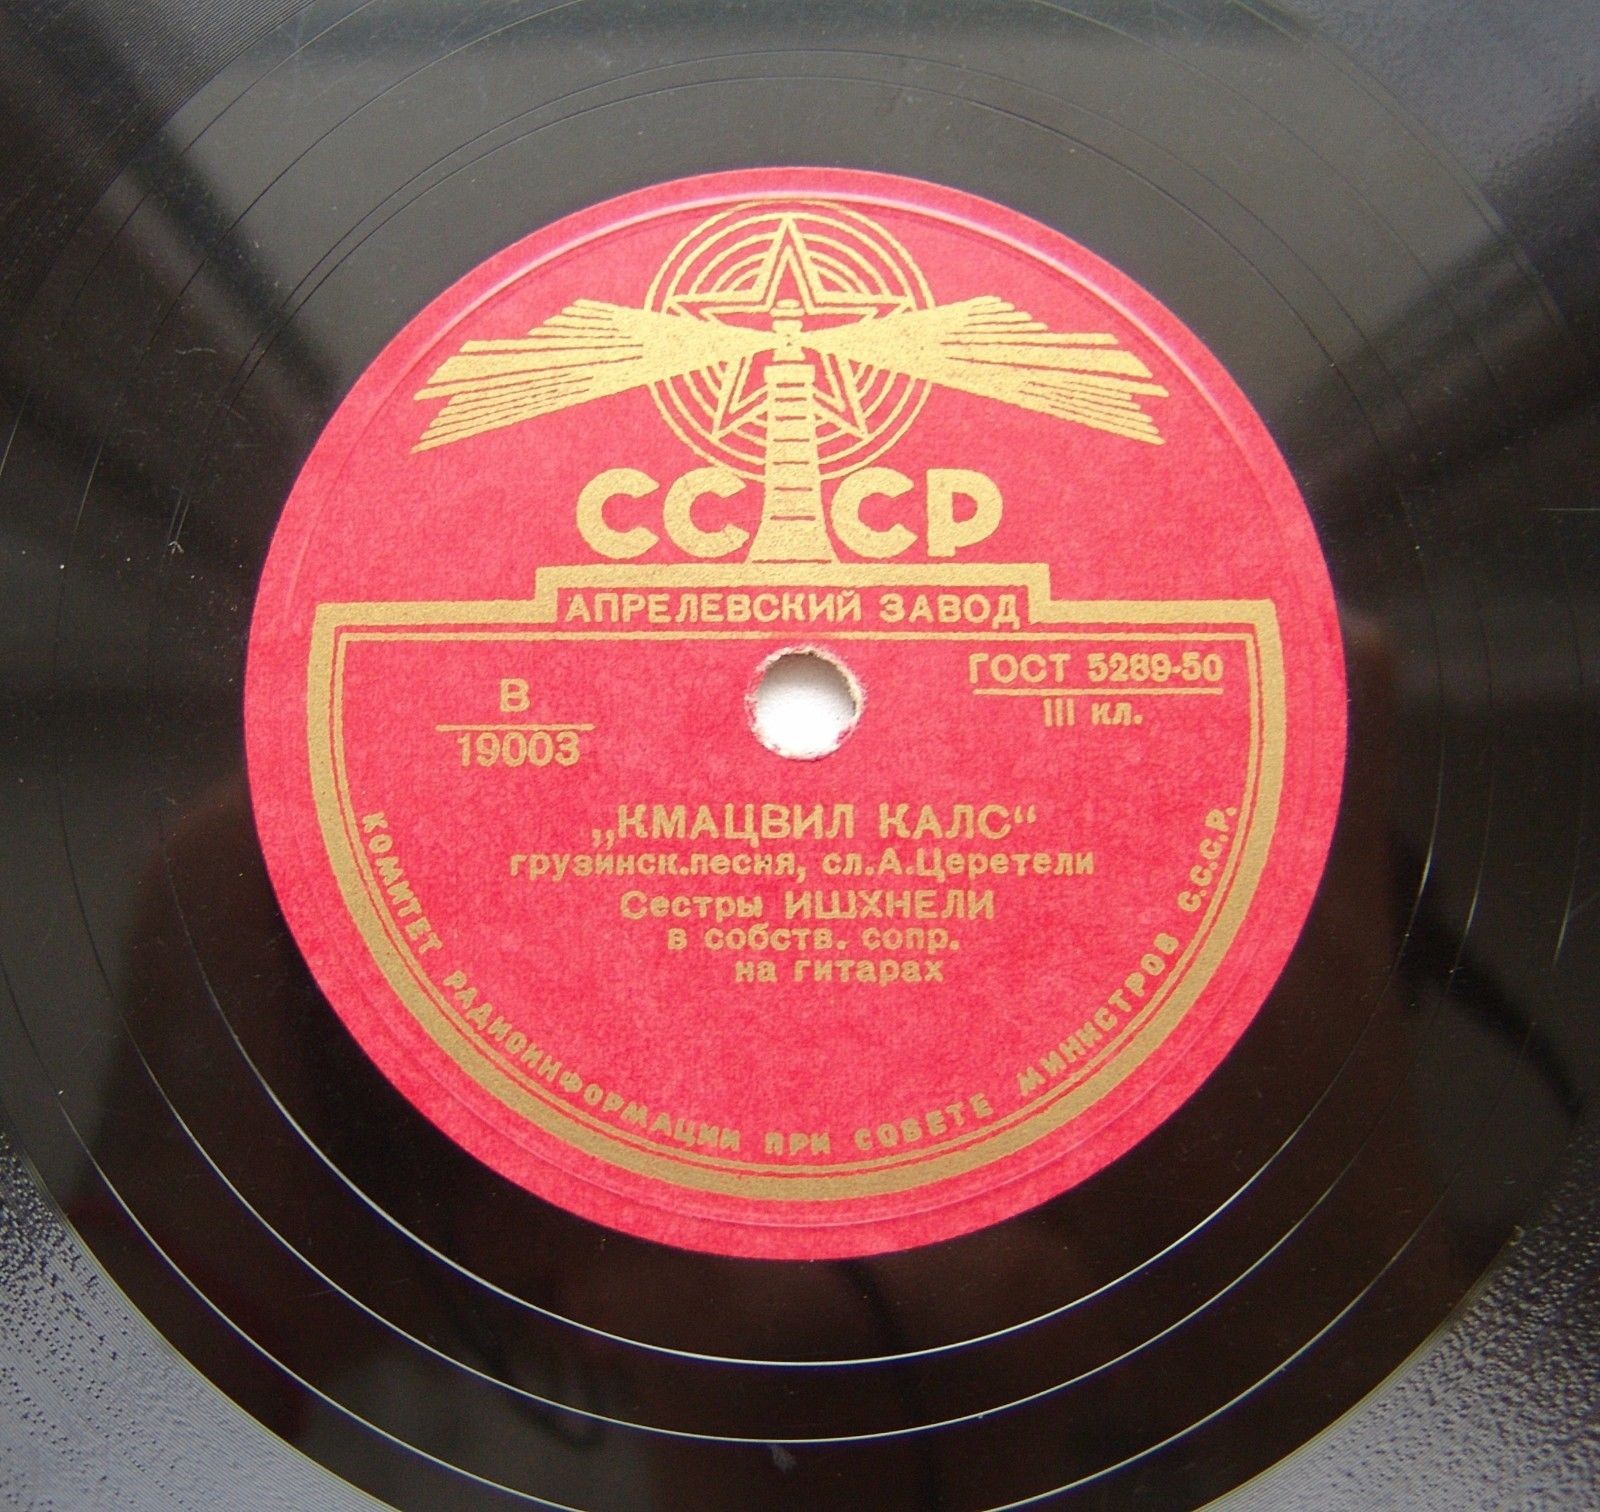 СССР
АПРЕЛЕВСКИЙ ЗАВОД
В
19003
ГОСТ 5289-50
III кл.
„КМАЦВИЛ КАЛС“
грузинск.песня, сл.А.Церетели
Сестры ИШХНЕЛИ
в собств. сопр.
на гитарах
КОМИТЕТ РАДИОИНФОРМАЦИИ ПРИ СОВЕТЕ МИНИСТРОВ С.С.С.Р.